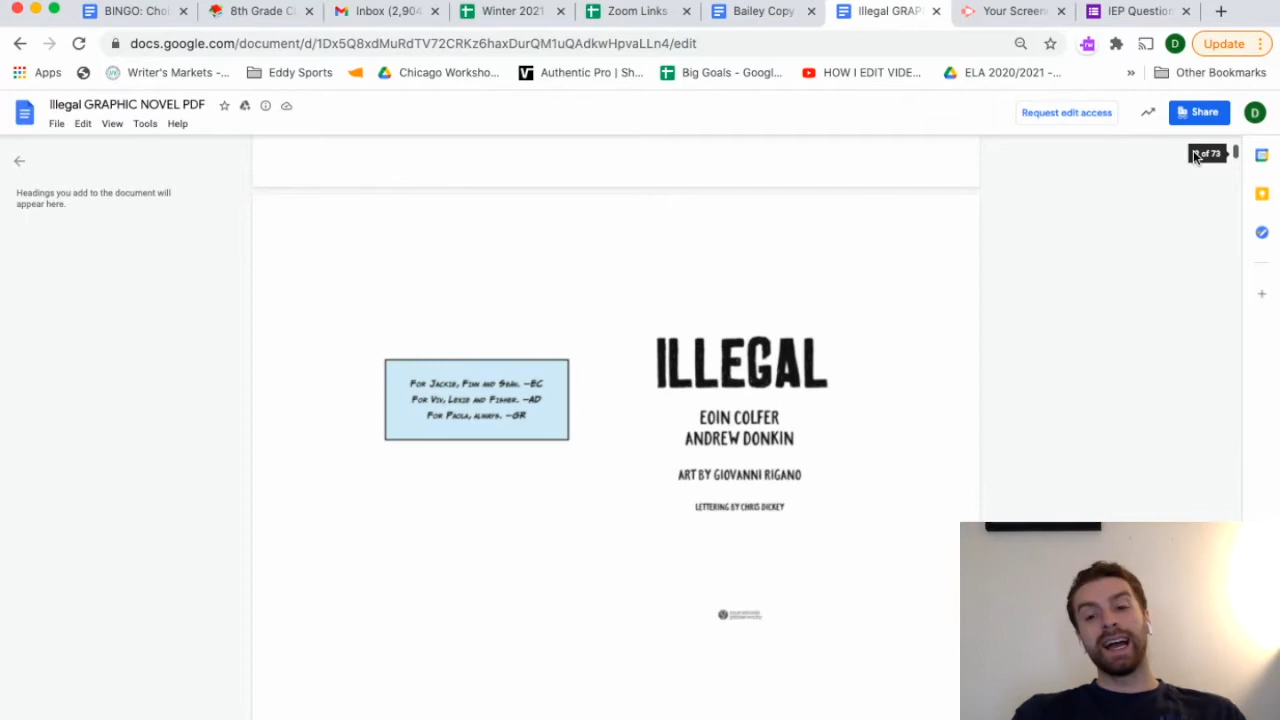 BINGO: Choi
8th Grade Cl
Inbox (2,904
Winter 2021
Zoom Links
Bailey Copy
Illegal GRAP
Your Screen
IEP Question
docs.google.com/document/d/1Dx5Q8xdMuRdTV72CRKz6haxDurQM1uQAdkwHpvaLLn4/edit
D
Update
Apps
Writer's Markets -...
Eddy Sports
Chicago Worksho...
Authentic Pro | Sh...
Big Goals - Googl...
HOW I EDIT VIDE...
ELA 2020/2021 -...
»
Other Bookmarks
Illegal GRAPHIC NOVEL PDF
File Edit View Tools Help
Request edit access
Share
D
of 73
Headings you add to the document will
appear here.
FOR JACKIE, FINN AND SEÁN. —EC
FOR VIV, LEXIE AND FISHER. —AD
FOR PAOLA, ALWAYS. —GR
ILLEGAL
EOIN COLFER
ANDREW DONKIN
ART BY GIOVANNI RIGANO
LETTERING BY CHRIS DICKEY